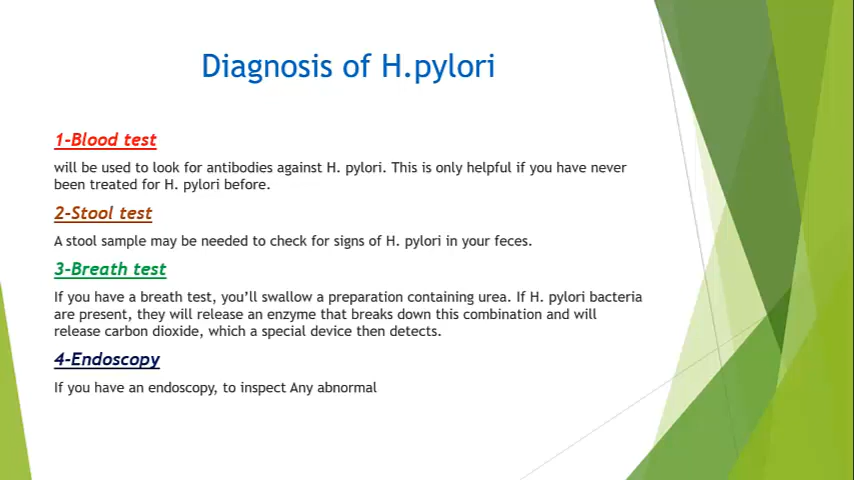 Diagnosis of H.pylori
1-Blood test
will be used to look for antibodies against H. pylori. This is only helpful if you have never
been treated for H. pylori before.
2-Stool test
A stool sample may be needed to check for signs of H. pylori in your feces.
3-Breath test
If you have a breath test, you’ll swallow a preparation containing urea. If H. pylori bacteria
are present, they will release an enzyme that breaks down this combination and will
release carbon dioxide, which a special device then detects.
4-Endoscopy
If you have an endoscopy, to inspect Any abnormal